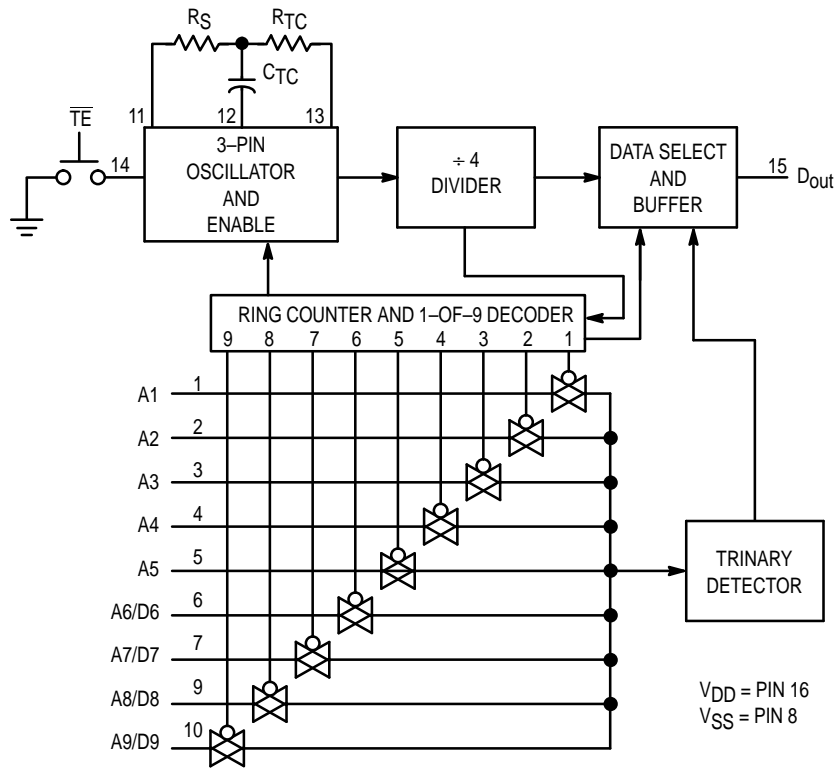 RS RTC
CTC
11 12 13
TE
14
3–PIN
OSCILLATOR
AND
ENABLE
÷ 4
DIVIDER
DATA SELECT
AND
BUFFER
15 Dout
RING COUNTER AND 1–OF–9 DECODER
9 8 7 6 5 4 3 2 1
A1 1
A2 2
A3 3
A4 4
A5 5
A6/D6 6
A7/D7 7
A8/D8 9
A9/D9 10
TRINARY
DETECTOR
VDD = PIN 16
VSS = PIN 8